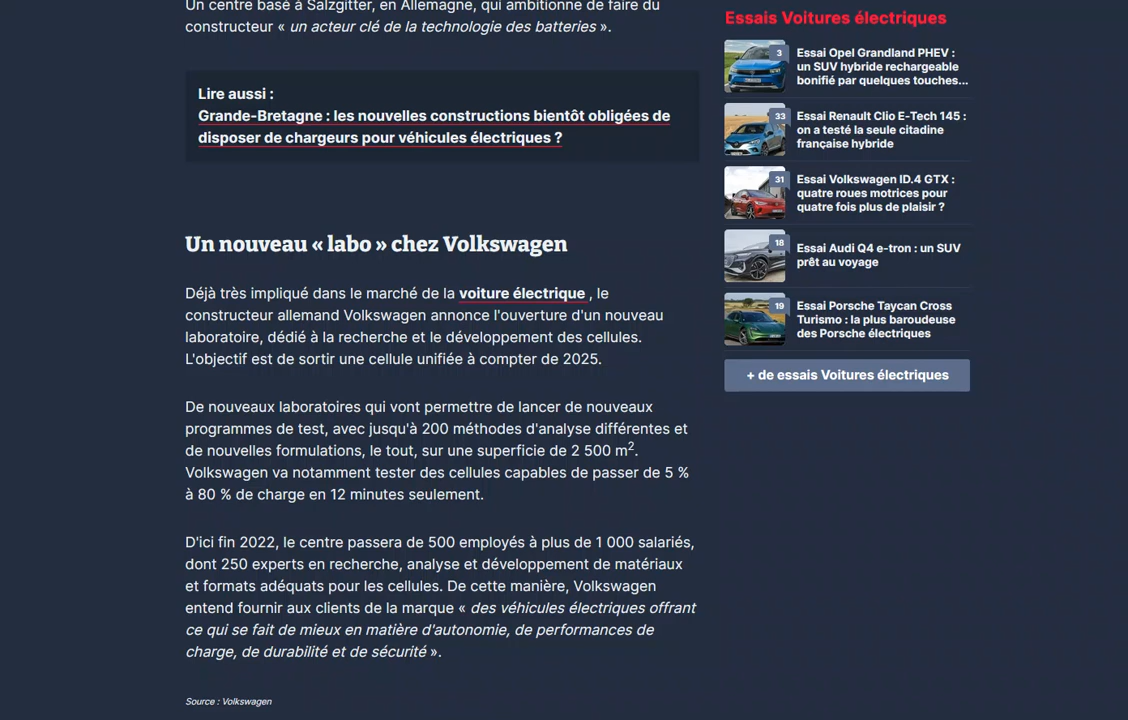 Un centre basé à Salzgitter, en Allemagne, qui ambitionne de faire du
constructeur « un acteur clé de la technologie des batteries ».
Lire aussi :
Grande-Bretagne : les nouvelles constructions bientôt obligées de
disposer de chargeurs pour véhicules électriques ?
Un nouveau « labo » chez Volkswagen
Déjà très impliqué dans le marché de la voiture électrique , le
constructeur allemand Volkswagen annonce l'ouverture d'un nouveau
laboratoire, dédié à la recherche et le développement des cellules.
L'objectif est de sortir une cellule unifiée à compter de 2025.
De nouveaux laboratoires qui vont permettre de lancer de nouveaux
programmes de test, avec jusqu'à 200 méthodes d'analyse différentes et
de nouvelles formulations, le tout, sur une superficie de 2 500 m².
Volkswagen va notamment tester des cellules capables de passer de 5 %
à 80 % de charge en 12 minutes seulement.
D'ici fin 2022, le centre passera de 500 employés à plus de 1 000 salariés,
dont 250 experts en recherche, analyse et développement de matériaux
et formats adéquats pour les cellules. De cette manière, Volkswagen
entend fournir aux clients de la marque « des véhicules électriques offrant
ce qui se fait de mieux en matière d'autonomie, de performances de
charge, de durabilité et de sécurité ».
Source : Volkswagen
Essais Voitures électriques
3
Essai Opel Grandland PHEV :
un SUV hybride rechargeable
bonifié par quelques touches...
33
Essai Renault Clio E-Tech 145 :
on a testé la seule citadine
française hybride
31
Essai Volkswagen ID.4 GTX :
quatre roues motrices pour
quatre fois plus de plaisir ?
18
Essai Audi Q4 e-tron : un SUV
prêt au voyage
19
Essai Porsche Taycan Cross
Turismo : la plus baroudeuse
des Porsche électriques
+ de essais Voitures électriques